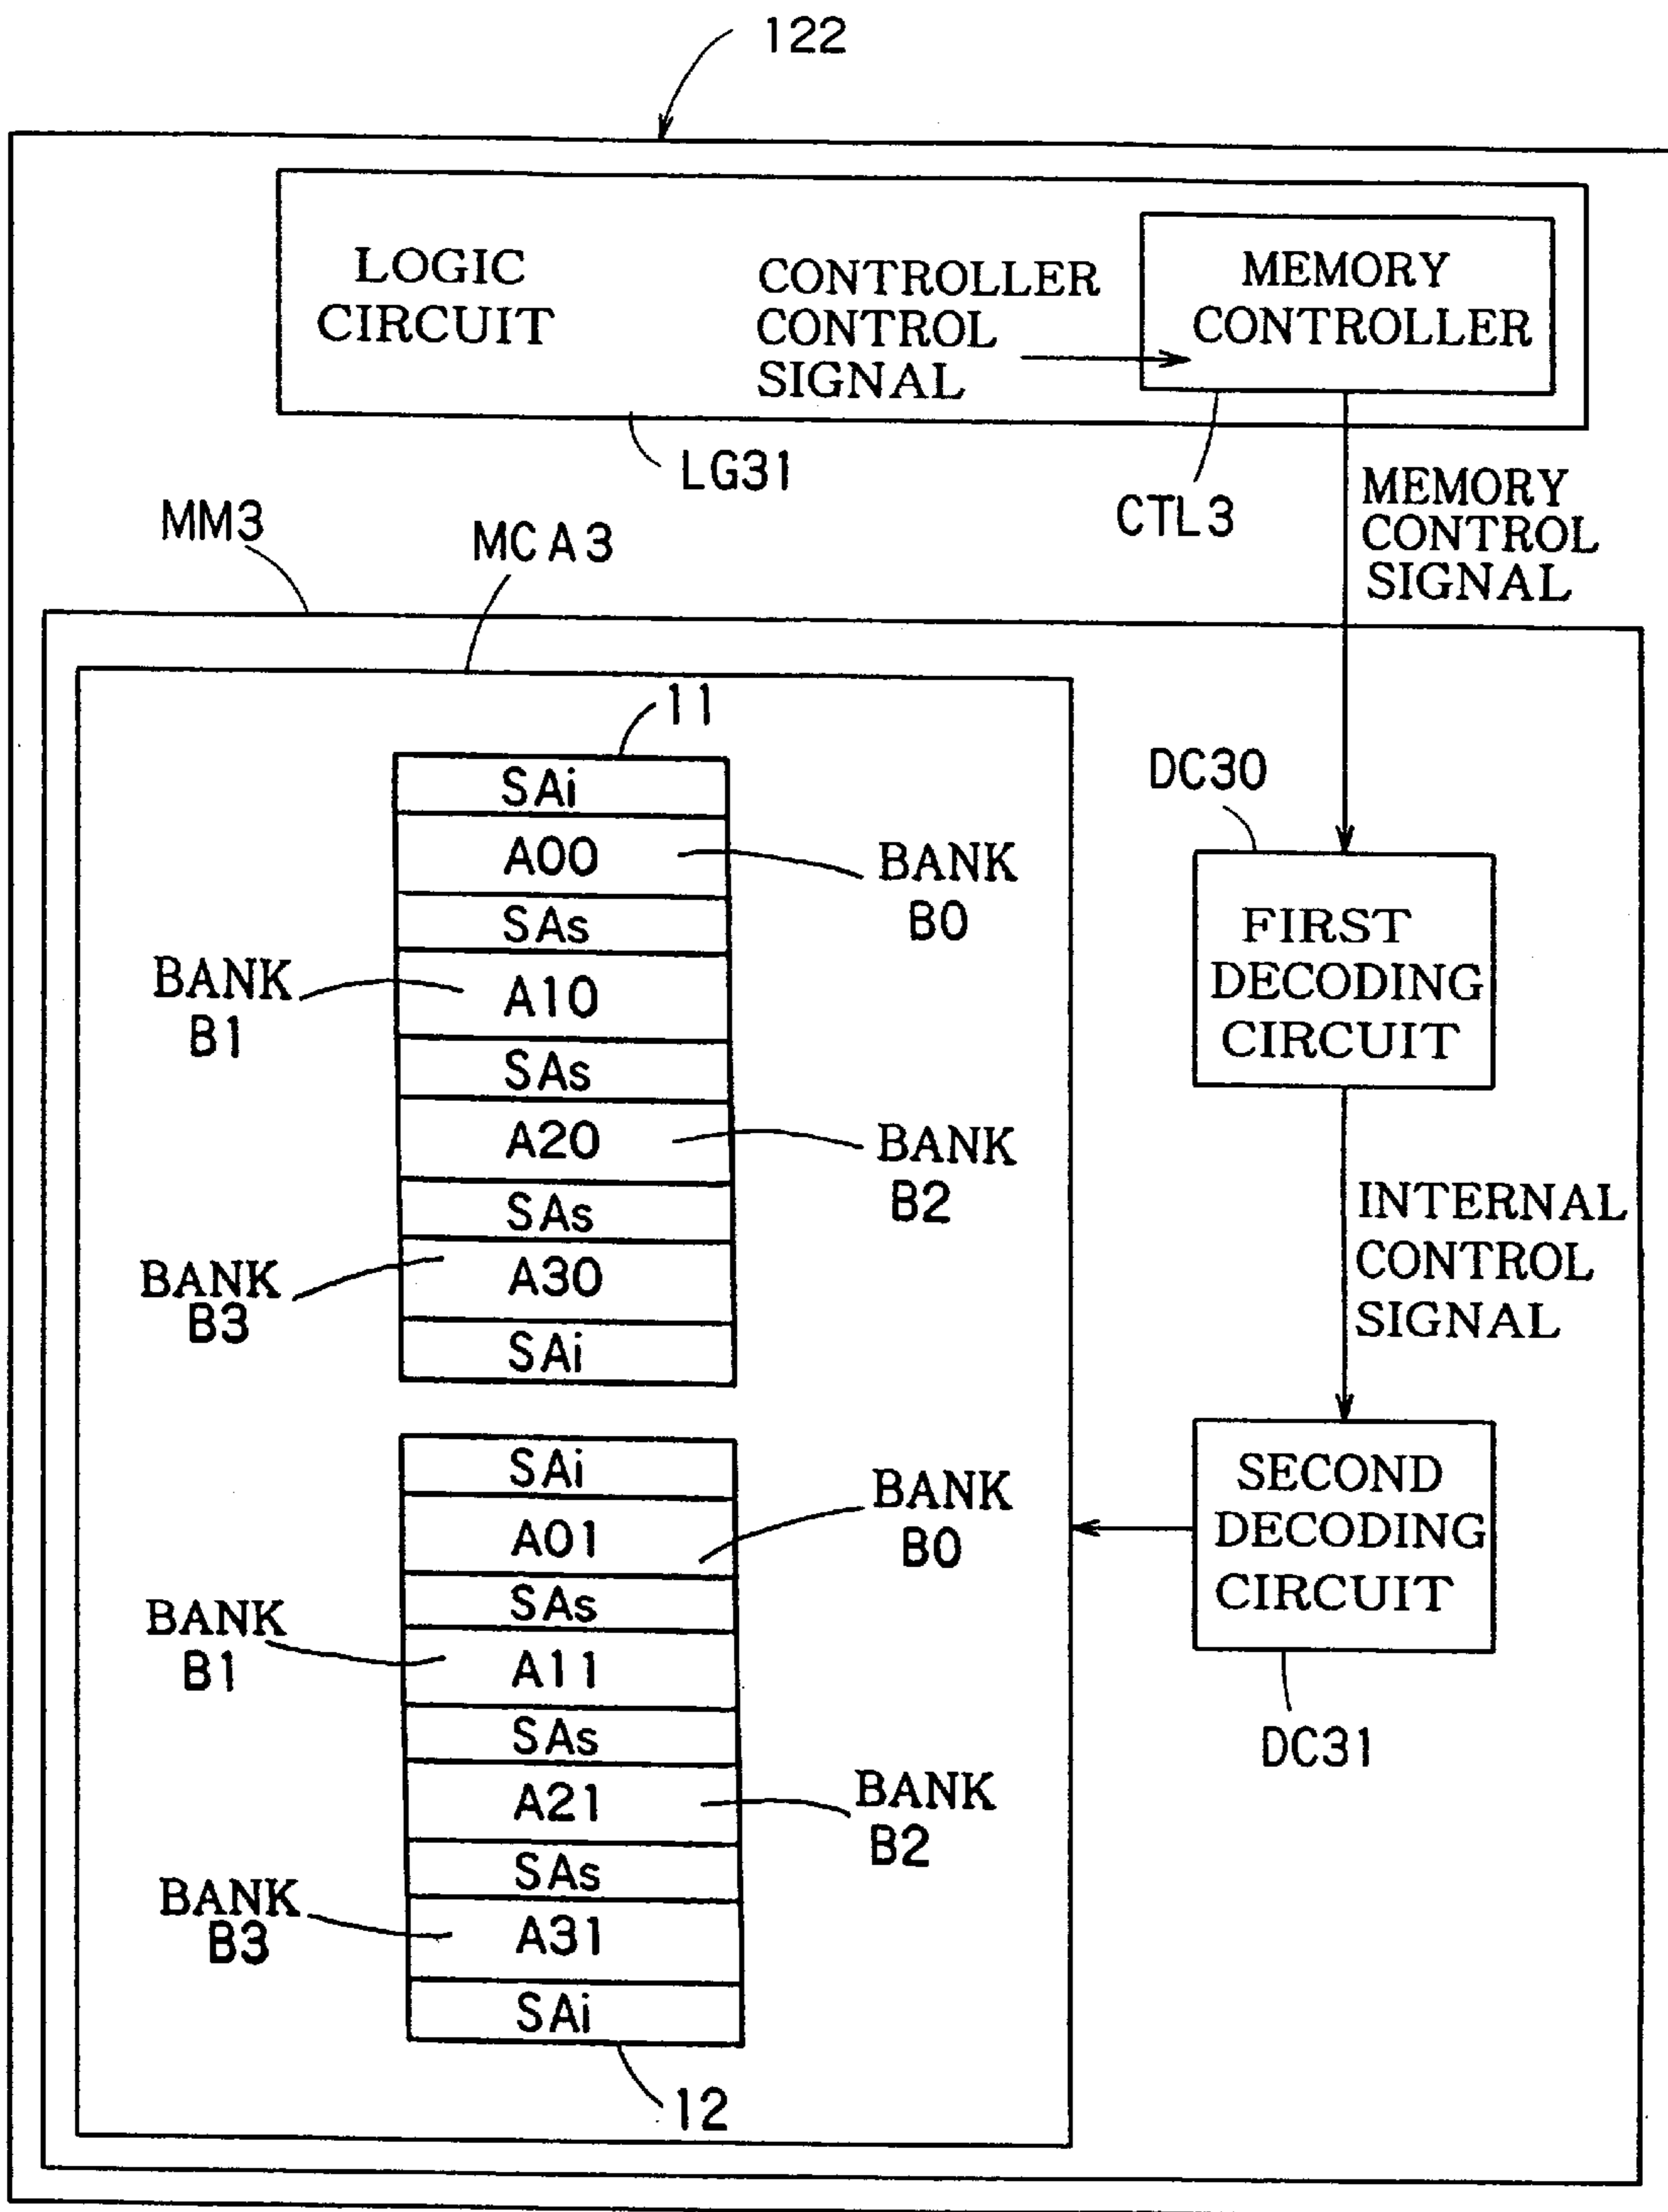 122
LOGIC
CIRCUIT
CONTROLLER
CONTROL
SIGNAL
MEMORY
CONTROLLER
LG31
CTL3
MEMORY
CONTROL
SIGNAL
MM3
MCA3
11
SAi
A00
BANK
B0
SAs
BANK
B1
A10
SAs
A20
BANK
B2
SAs
BANK
B3
A30
SAi
DC30
FIRST
DECODING
CIRCUIT
INTERNAL
CONTROL
SIGNAL
SAi
A01
BANK
B0
SAs
BANK
B1
A11
SAs
A21
BANK
B2
SAs
BANK
B3
A31
SAi
12
SECOND
DECODING
CIRCUIT
DC31